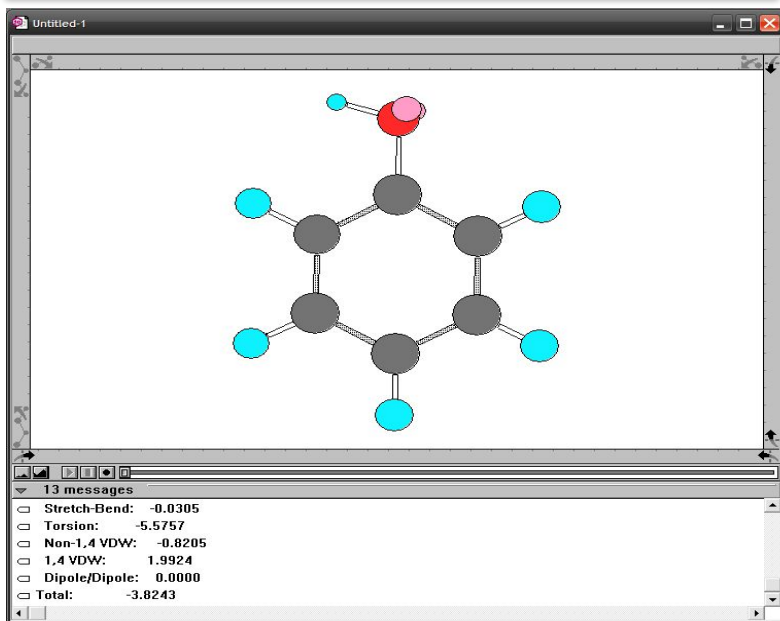 Untitled-1
13 messages
Stretch-Bend: -0.0305
Torsion: -5.5757
Non-1,4 VDW: -0.8205
1,4 VDW: 1.9924
Dipole/Dipole: 0.0000
Total: -3.8243